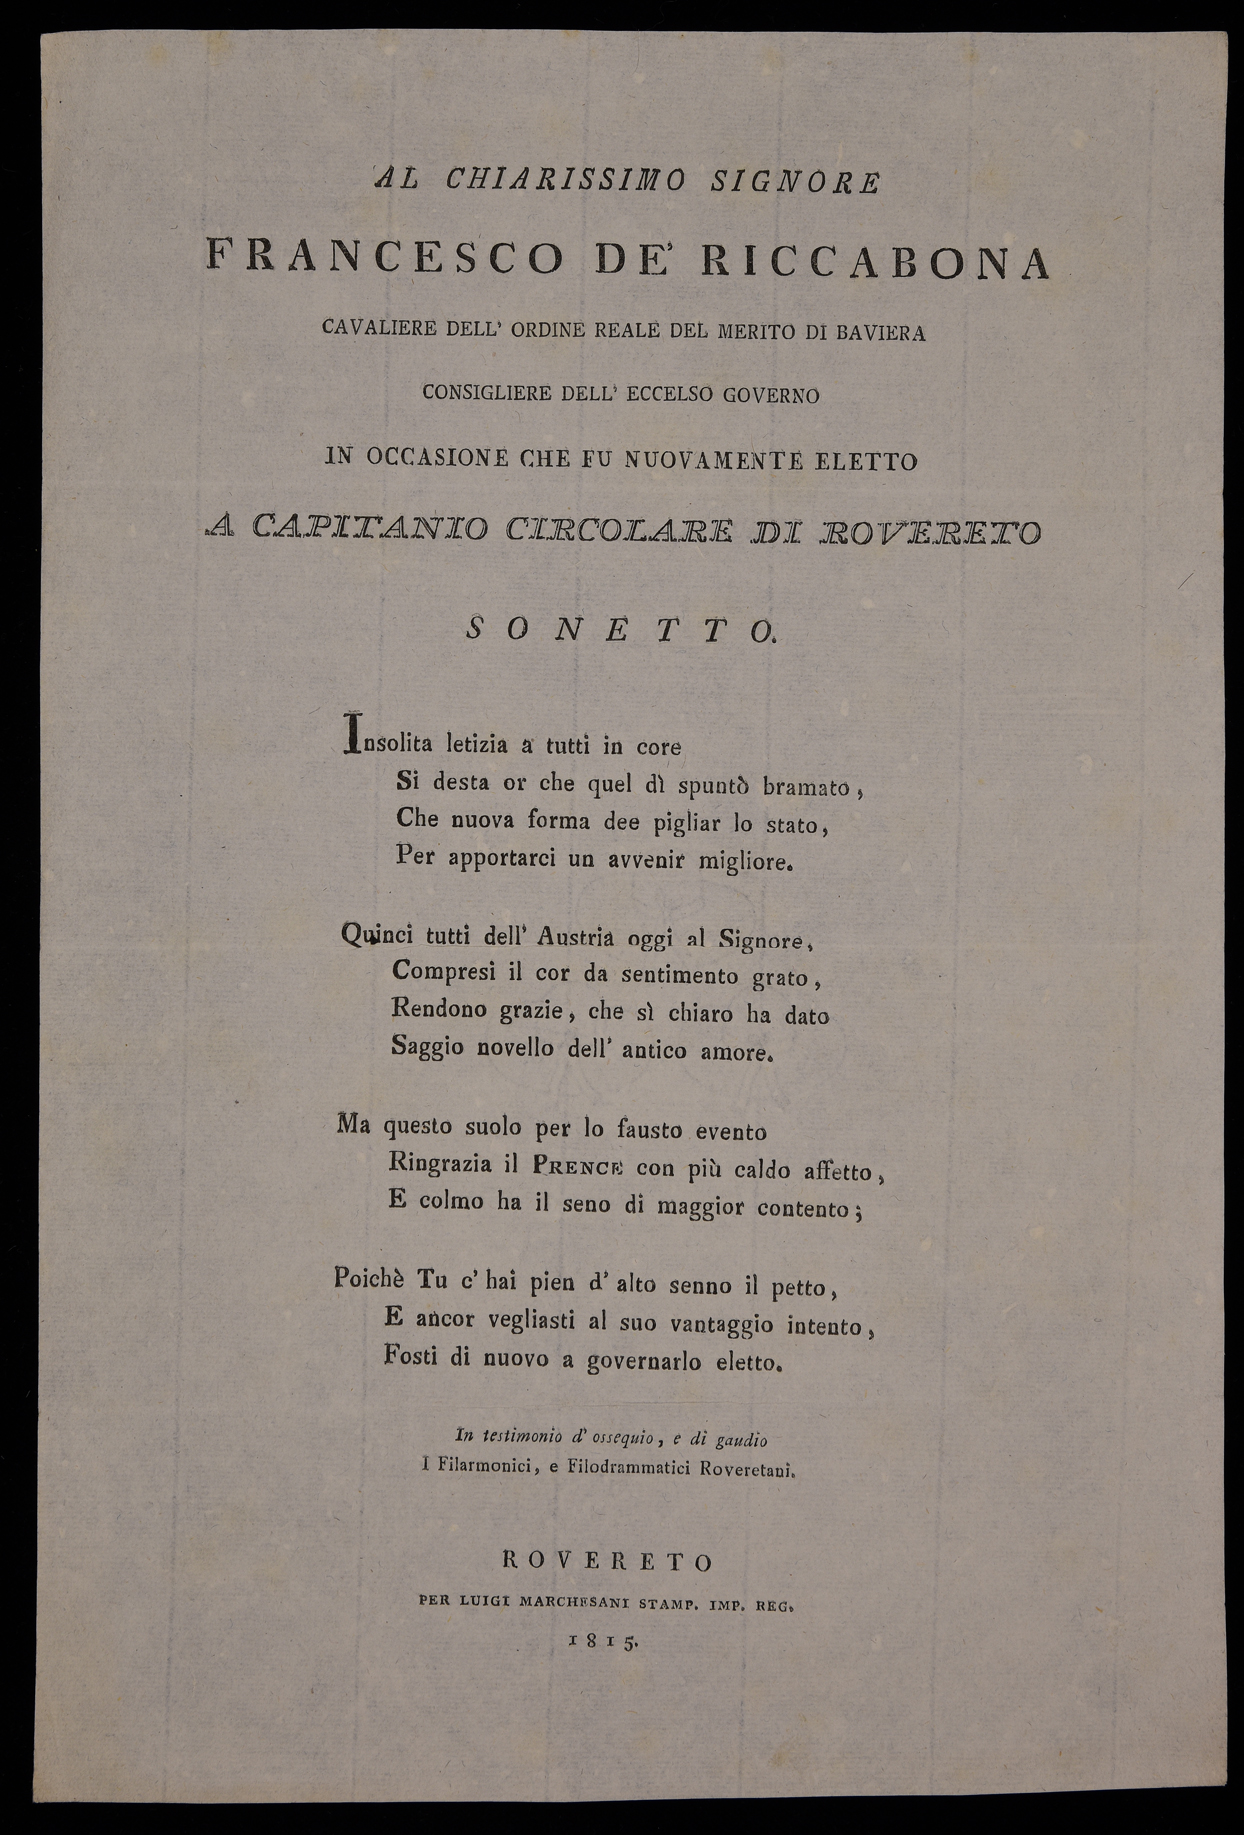 AL CHIARISSIMO SIGNORE
FRANCESCO DE' RICCABONA
CAVALIERE DELL' ORDINE REALE DEL MERITO DI BAVIERA
CONSIGLIERE DELL' ECCELSO GOVERNO
IN OCCASIONE CHE FU NUOVAMENTE ELETTO
A CAPITANIO CIRCOLARE DI ROVERETO
SONETTO.
Insolita letizia a tutti in core
Si desta or che quel dì spuntò bramato,
Che nuova forma dee pigliar lo stato,
Per apportarci un avvenir migliore.
Quinci tutti dell' Austria oggi al Signore,
Compresi il cor da sentimento grato,
Rendono grazie, che sì chiaro ha dato
Saggio novello dell' antico amore.
Ma questo suolo per lo fausto evento
Ringrazia il PRENCE con più caldo affetto,
E colmo ha il seno di maggior contento;
Poichè Tu c' hai pien d' alto senno il petto,
E ancor vegliasti al suo vantaggio intento,
Fosti di nuovo a governarlo eletto.
In testimonio d' ossequio, e di gaudio
I Filarmonici, e Filodrammatici Roveretani.
ROVERETO
PER LUIGI MARCHESANI STAMP. IMP. REG.
1815.